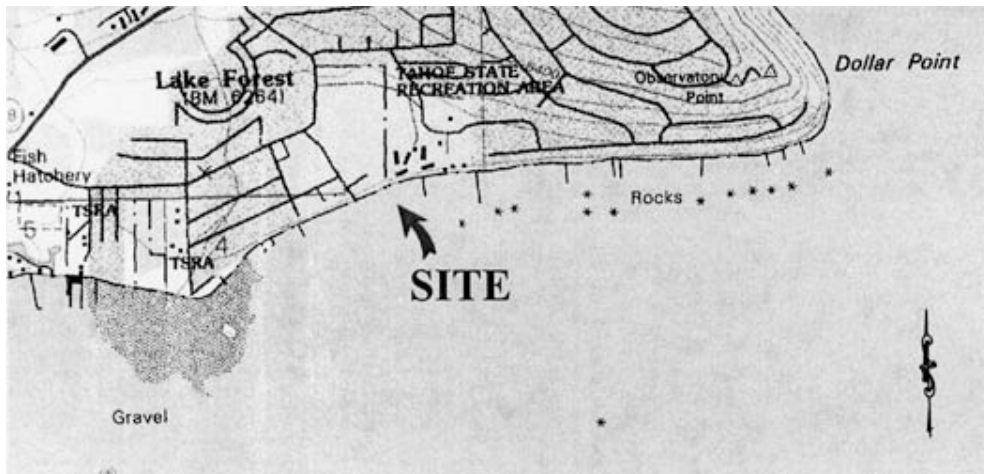 Dollar Point
Lake Forest
(BM 6264)
TAHOE STATE
RECREATION AREA
Observatory
Point
Fish
Hatchery
TSRA
5
4
TSRA
Rocks
SITE
Gravel